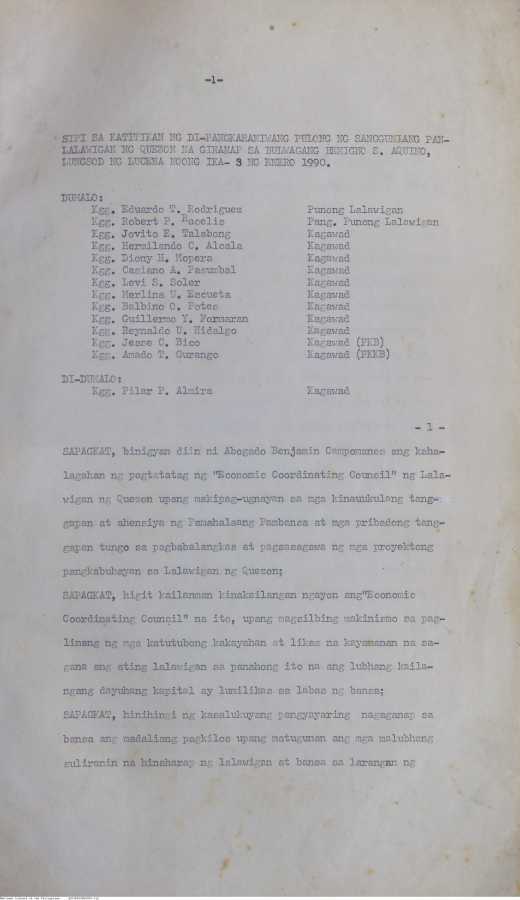 -1-
SIPI SA KATITIKAN NG DI-PANGKARANIWANG PULONG NG SANGGUNIANG PAN-
LALAWIGAN NG QUEZON NA GINANAP SA BULWAGANG BENIGNO S. AQUINO,
LUNGSOD NG LUCENA NOONG IKA- 3 NG ENERO 1990.
DUMALO:
Kgg. Eduardo T. Rodriguez Punong Lalawigan
Kgg. Robert P. Racelis Pang. Punong Lalawigan
Kgg. Jovito E. Talabong Kagawad
Kgg. Hermilando C. Alcala Kagawad
Kgg. Diony H. Mopera Kagawad
Kgg. Casiano A. Pasumbal Kagawad
Kgg. Levi S. Soler Kagawad
Kgg. Merlina U. Escueta Kagawad
Kgg. Balbino C. Potes Kagawad
Kgg. Guillermo Y. Formaran Kagawad
Kgg. Reynaldo U. Hidalgo Kagawad
Kgg. Jesse C. Bico Kagawad (PKB)
Kgg. Amado T. Gurango Kagawad (PKKB)
DI-DUMALO:
Kgg. Pilar P. Almira Kagawad
- 1 -
SAPAGKAT, binigyan diin ni Abogado Benjamin Campomanes ang kaha-
lagahan ng pagtatatag ng "Economic Coordinating Council" ng Lala-
wigan ng Quezon upang makipag-ugnayan sa mga kinauukulang tang-
gapan at ahensiya ng Pamahalaang Pambansa at mga pribadong tang-
gapan tungo sa pagbabalangkas at pagsasagawa ng mga proyektong
pangkabuhayan sa Lalawigan ng Quezon;
SAPAGKAT, higit kailanman kinakailangan ngayon ang"Economic
Coordinating Council" na ito, upang magsilbing makinismo sa pag-
linang ng mga katutubong kakayahan at likas na kayamanan na sa-
gana ang ating lalawigan sa panahong ito na ang lubhang kaila-
ngang dayuhang kapital ay lumilikas sa labas ng bansa;
SAPAGKAT, hinihingi ng kasalukuyang pangyayaring nagaganap sa
bansa ang madaliang pagkilos upang matugunan ang mga malubhang
suliranin na hinaharap ng lalawigan at bansa sa larangan ng
National Library of the Philippines